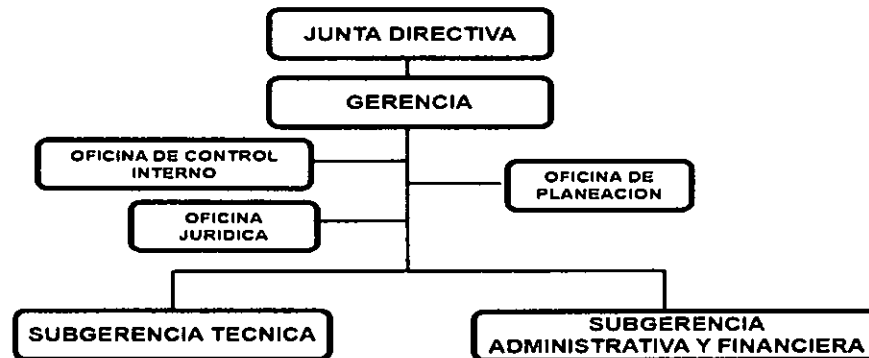 JUNTA DIRECTIVA
GERENCIA
OFICINA DE CONTROL
INTERNO
OFICINA DE
PLANEACION
OFICINA
JURIDICA
SUBGERENCIA TECNICA
SUBGERENCIA
ADMINISTRATIVA Y FINANCIERA